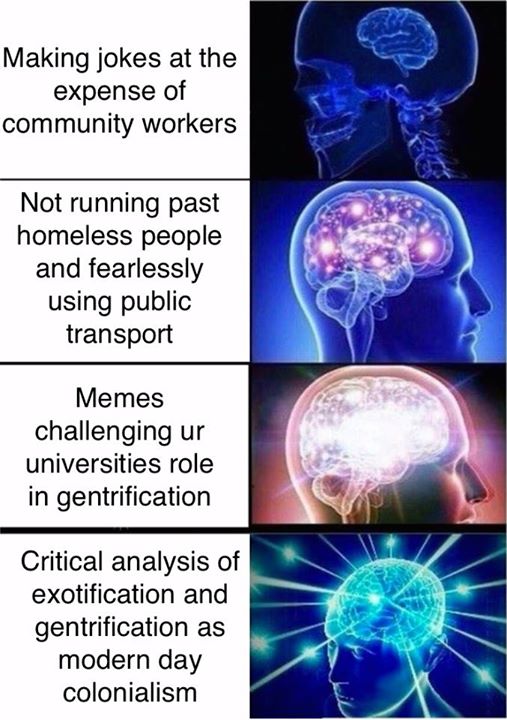 Making jokes at the
expense of
community workers
Not running past
homeless people
and fearlessly
using public
transport
Memes
challenging ur
universities role
in gentrification
Critical analysis of
exotification and
gentrification as
modern day
colonialism